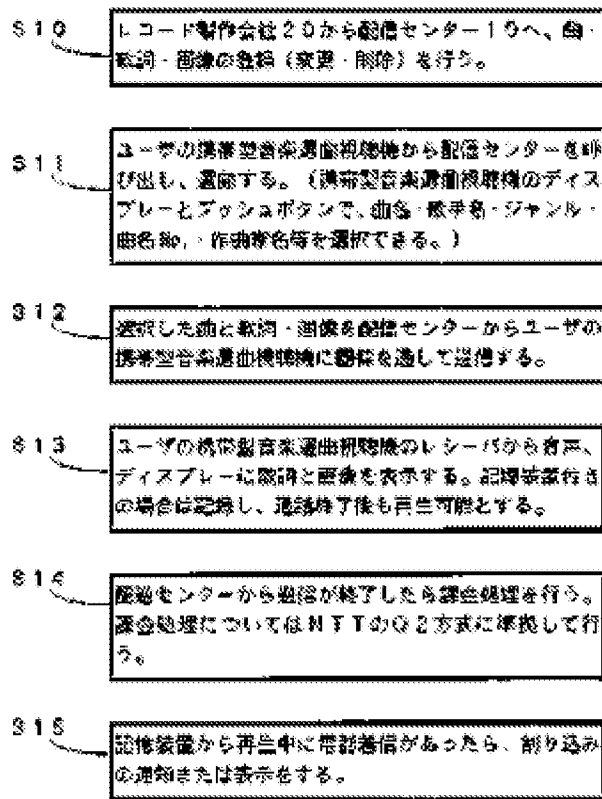 S10
レコード製作会社20から配信センター10へ、曲・
歌詞・画像の登録（変更・削除）を行う。
S11
ユーザの携帯型音楽選曲視聴機から配信センターを呼
び出し、選曲する。（携帯型音楽選曲視聴機のディス
プレーとプッシュボタンで、曲名・歌手名・ジャンル・
曲名No.・作曲家名等を選択できる。）
S12
選択した曲と歌詞・画像を配信センターからユーザの
携帯型音楽選曲視聴機に を通して送信する。
S13
ユーザの携帯型音楽選曲視聴機のレシーバから音声、
ディスプレーに歌詞と画像を表示する。記憶装置付き
の場合は記録し、通話終了後も再生可能とする。
S14
配信センターから送信が終了したら課金処理を行う。
課金処理についてはNTTのQ2方式に準拠して行
う。
S15
記憶装置から再生中に電話着信があったら、割り込み
の通知または表示をする。